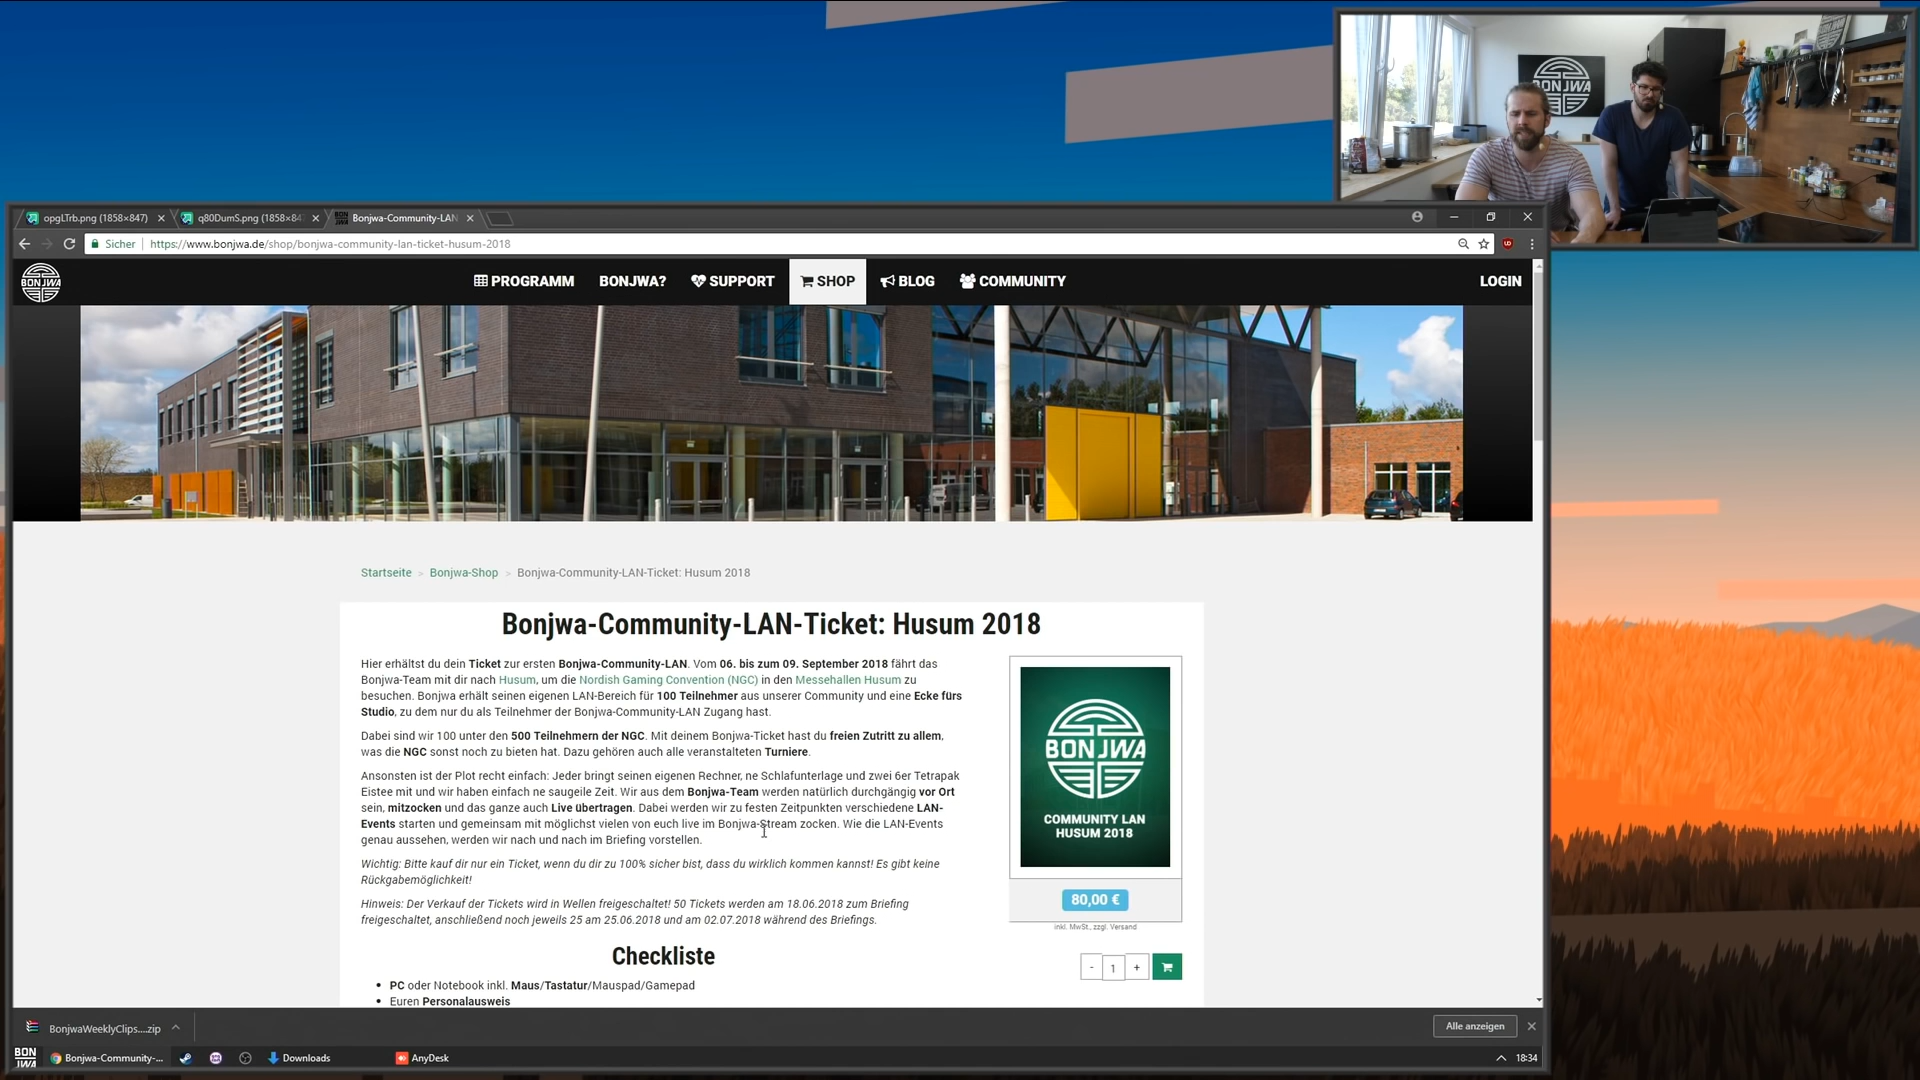 BONJWA
opgLTrb.png (1858×847)
q80DumS.png (1858×84
Bonjwa-Community-LAN
Sicher
https://www.bonjwa.de/shop/bonjwa-community-lan-ticket-husum-2018
BONJWA
PROGRAMM
BONJWA?
SUPPORT
SHOP
BLOG
COMMUNITY
LOGIN
Startseite > Bonjwa-Shop > Bonjwa-Community-LAN-Ticket: Husum 2018
Bonjwa-Community-LAN-Ticket: Husum 2018
Hier erhältst du dein Ticket zur ersten Bonjwa-Community-LAN. Vom 06. bis zum 09. September 2018 fährt das
Bonjwa-Team mit dir nach Husum, um die Nordish Gaming Convention (NGC) in den Messehallen Husum zu
besuchen. Bonjwa erhält seinen eigenen LAN-Bereich für 100 Teilnehmer aus unserer Community und eine Ecke fürs
Studio, zu dem nur du als Teilnehmer der Bonjwa-Community-LAN Zugang hast.
Dabei sind wir 100 unter den 500 Teilnehmern der NGC. Mit deinem Bonjwa-Ticket hast du freien Zutritt zu allem,
was die NGC sonst noch zu bieten hat. Dazu gehören auch alle veranstalteten Turniere.
Ansonsten ist der Plot recht einfach: Jeder bringt seinen eigenen Rechner, ne Schlafunterlage und zwei 6er Tetrapak
Eistee mit und wir haben einfach ne saugeile Zeit. Wir aus dem Bonjwa-Team werden natürlich durchgängig vor Ort
sein, mitzocken und das ganze auch Live übertragen. Dabei werden wir zu festen Zeitpunkten verschiedene LAN-
Events starten und gemeinsam mit möglichst vielen von euch live im Bonjwa-Stream zocken. Wie die LAN-Events
genau aussehen, werden wir nach und nach im Briefing vorstellen.
Wichtig: Bitte kauf dir nur ein Ticket, wenn du dir zu 100% sicher bist, dass du wirklich kommen kannst! Es gibt keine
Rückgabemöglichkeit!
Hinweis: Der Verkauf der Tickets wird in Wellen freigeschaltet! 50 Tickets werden am 18.06.2018 zum Briefing
freigeschaltet, anschließend noch jeweils 25 am 25.06.2018 und am 02.07.2018 während des Briefings.
BONJWA
COMMUNITY LAN
HUSUM 2018
80,00 €
inkl. MwSt., zzgl. Versand
- 1 +
Checkliste
• PC oder Notebook inkl. Maus/Tastatur/Mauspad/Gamepad
• Euren Personalausweis
BonjwaWeeklyClips....zip
Alle anzeigen
BONJWA
Bonjwa-Community-...
Downloads
AnyDesk
18:34